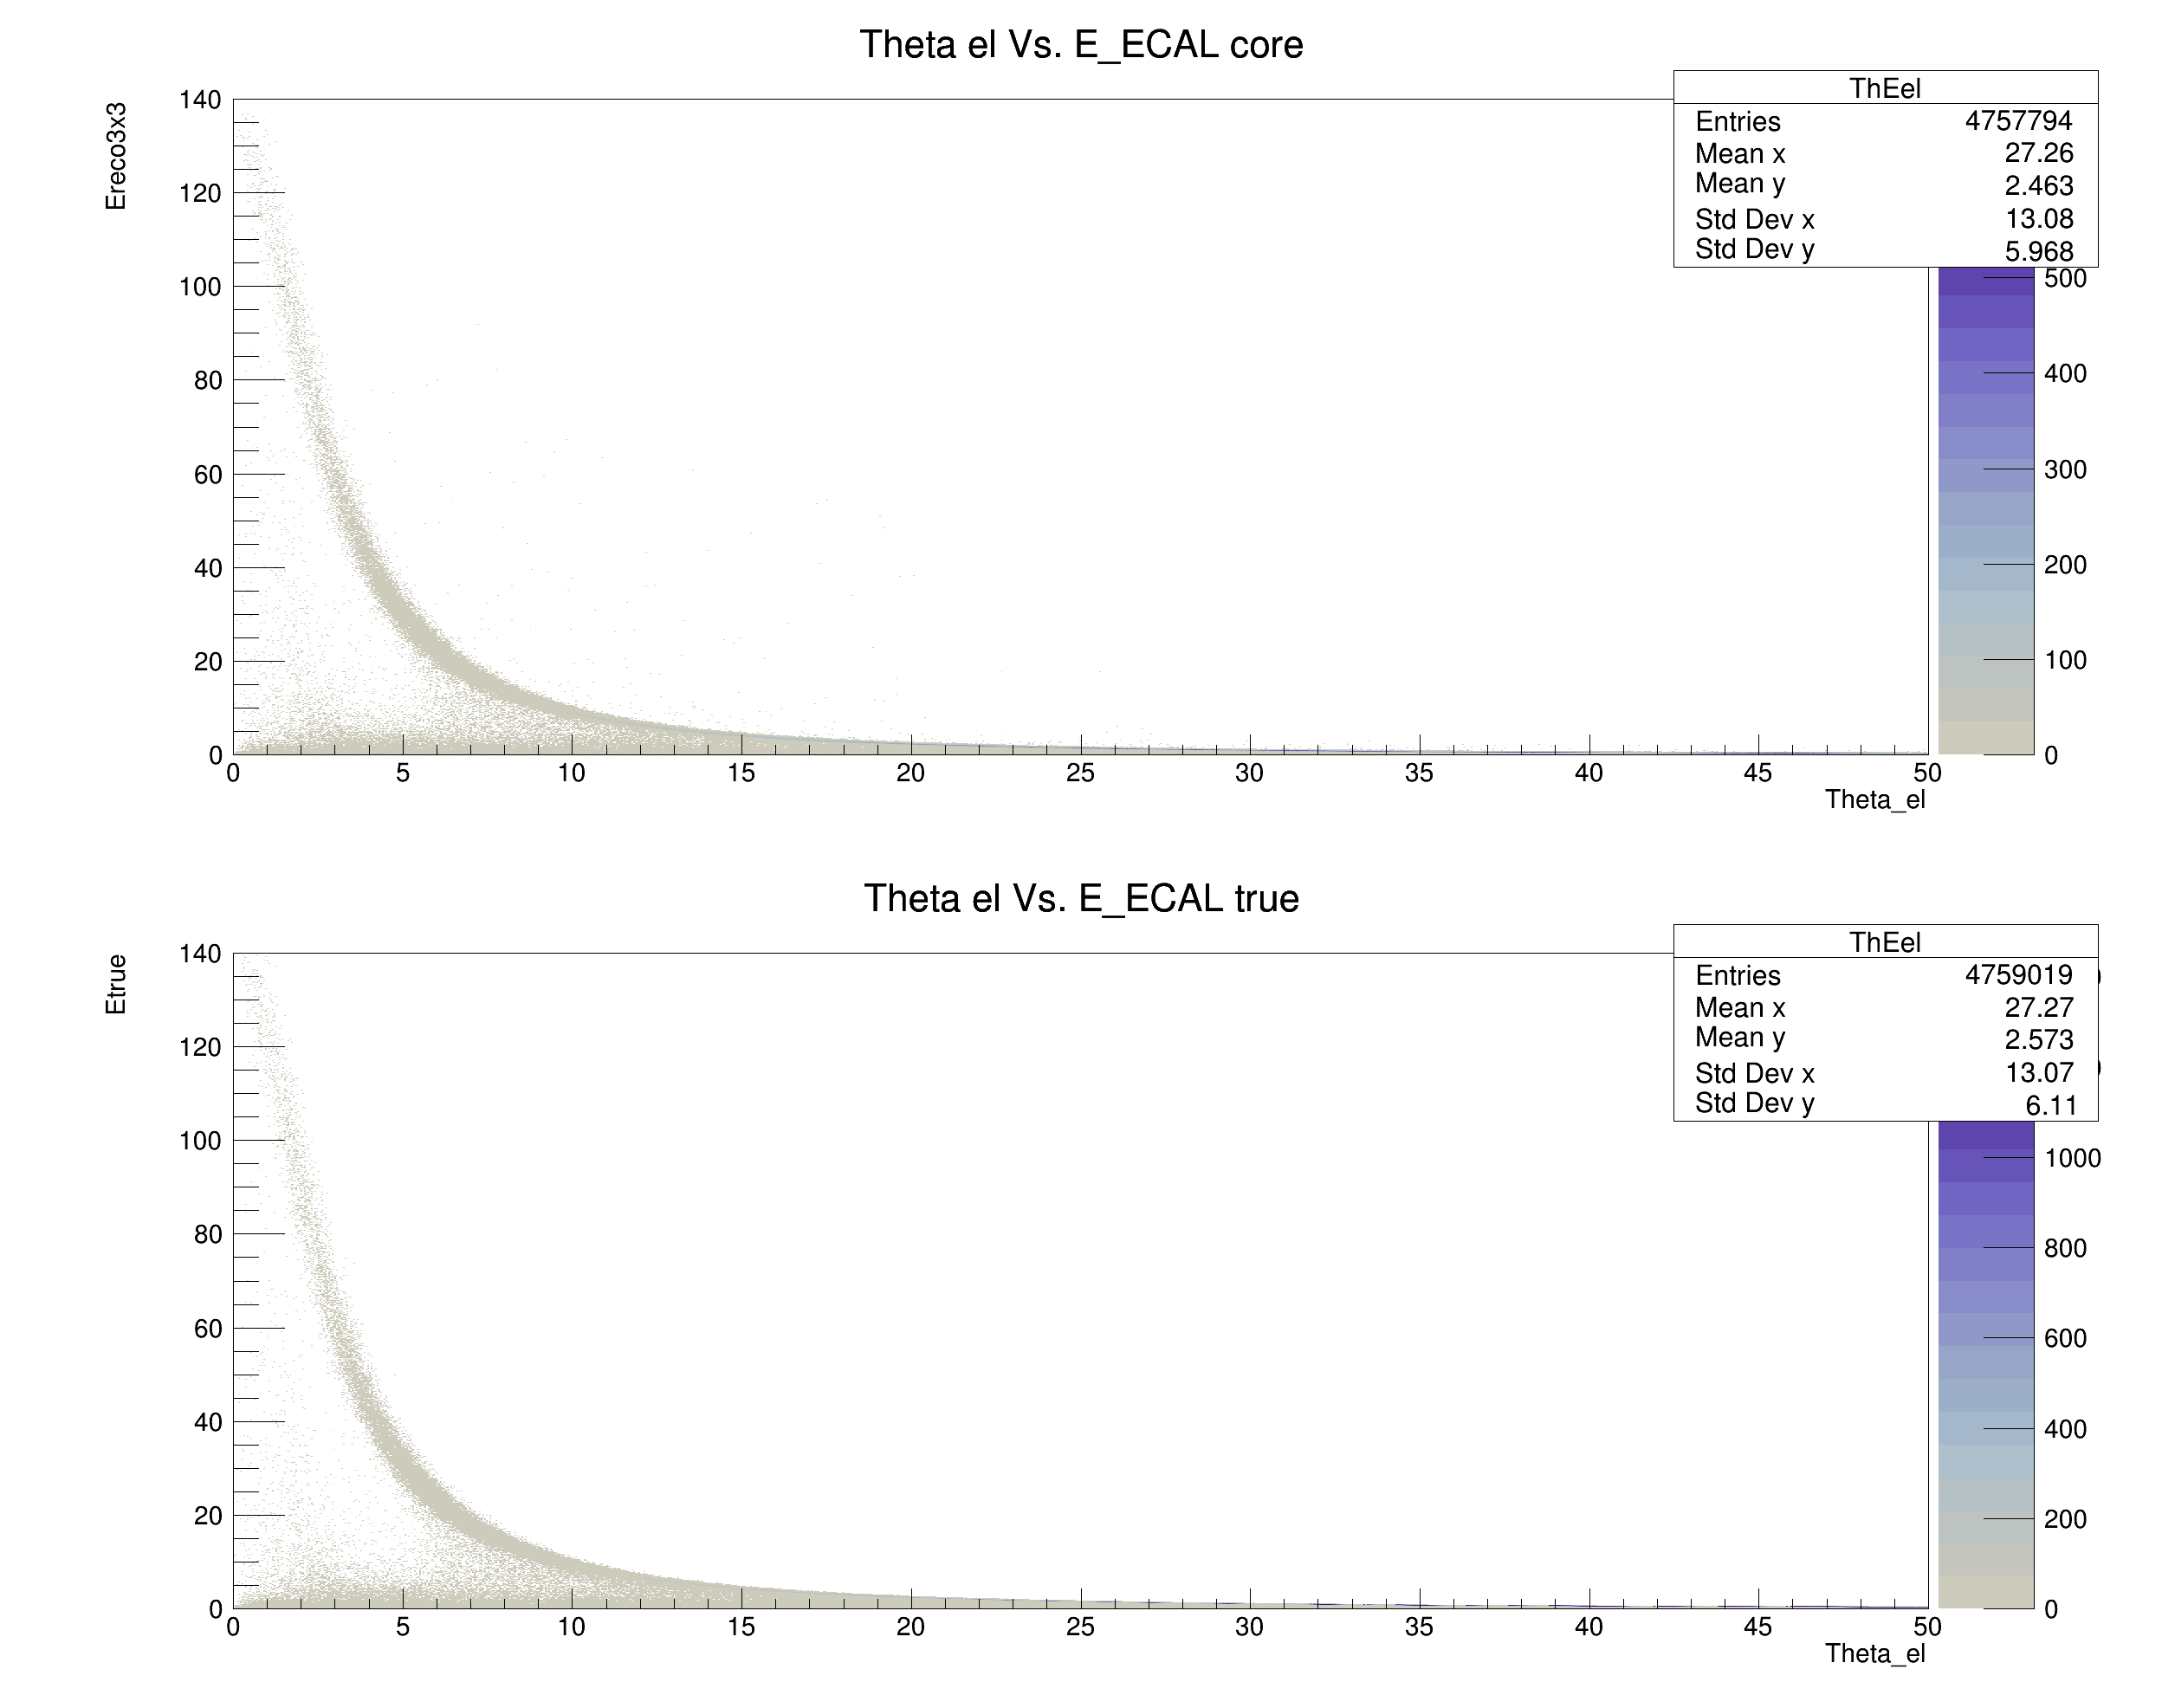 Theta el Vs. E_ECAL core
ThEel
Entries 4757794
Mean x 27.26
Mean y 2.463
Std Dev x 13.08
Std Dev y 5.968
Ereco3x3
140
120
100
80
60
40
20
0
0 5 10 15 20 25 30 35 40 45 50
Theta_el
500
400
300
200
100
0
Theta el Vs. E_ECAL true
ThEel
Entries 4759019
Mean x 27.27
Mean y 2.573
Std Dev x 13.07
Std Dev y 6.11
Etrue
140
120
100
80
60
40
20
0
0 5 10 15 20 25 30 35 40 45 50
Theta_el
1000
800
600
400
200
0